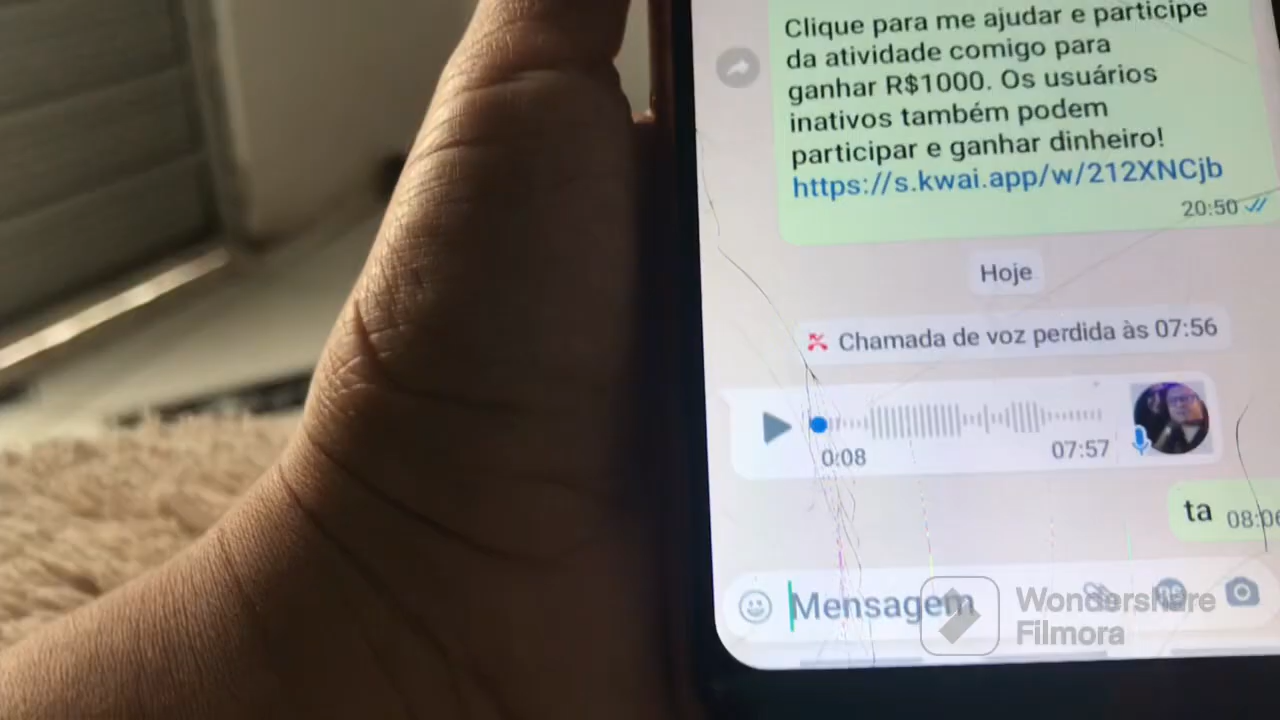 Clique para me ajudar e participe
da atividade comigo para
ganhar R$1000. Os usuários
inativos também podem
participar e ganhar dinheiro!
https://s.kwai.app/w/212XNCjb
20:50
Hoje
Chamada de voz perdida às 07:56
0:08
07:57
ta
08:06
Mensagem
Wondershare
Filmora